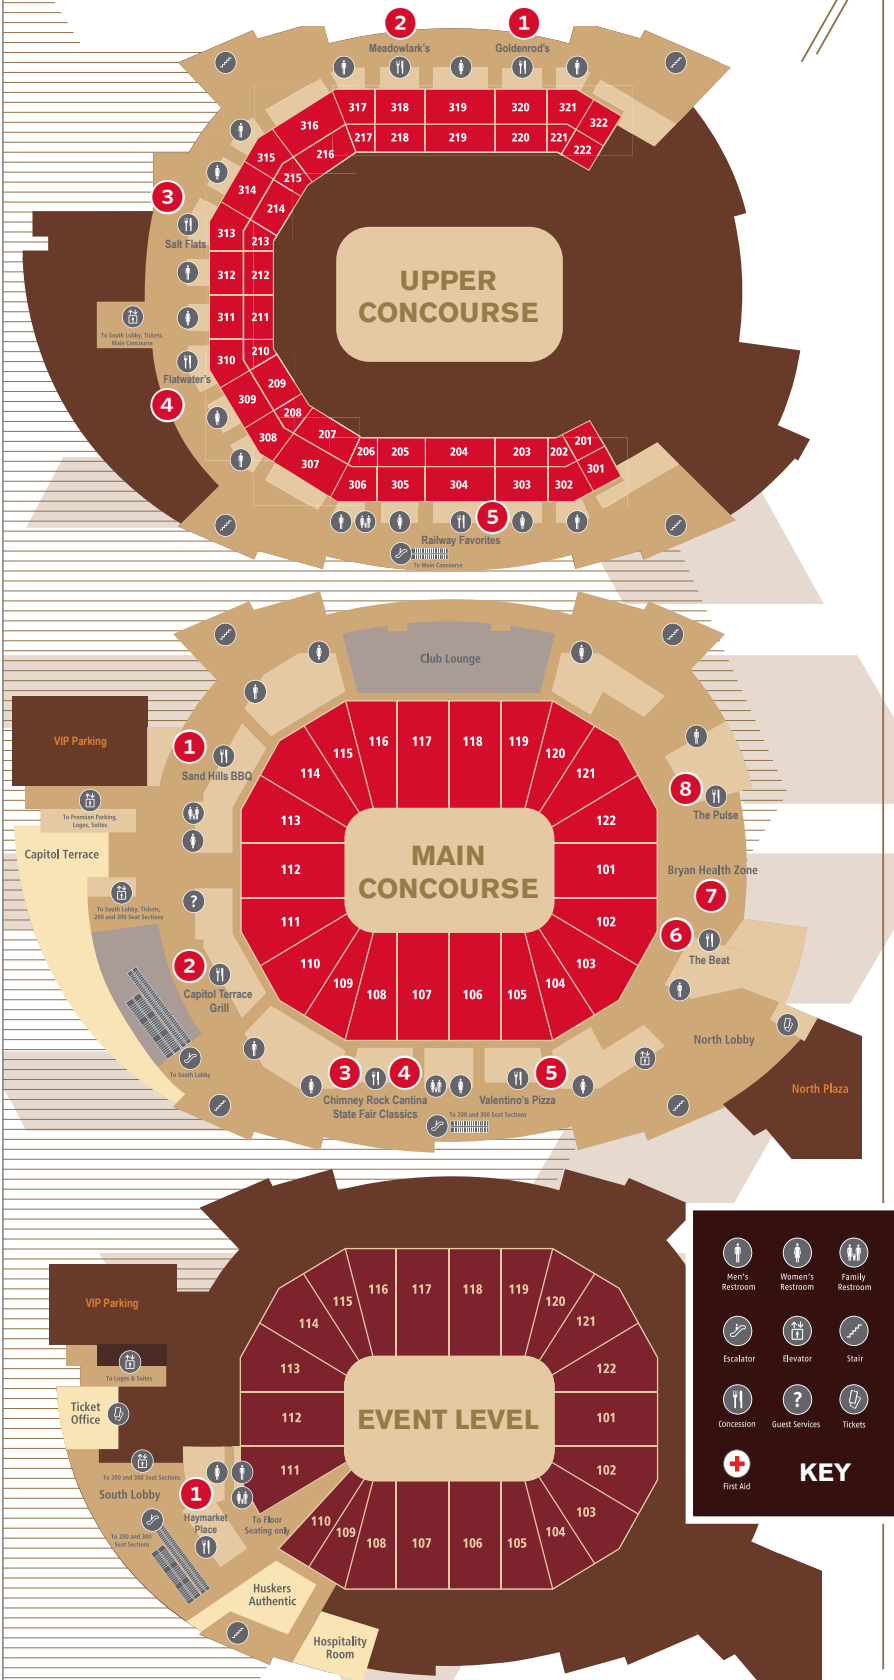 2
1
Meadowlark's
Goldenrod's
317
318
319
320
321
322
316
217
218
219
220
221
222
216
315
215
314
214
3
Salt Flats
313
213
312
212
UPPER
CONCOURSE
To South Lobby, Tickets,
Main Concourse
311
211
310
210
Flatwater's
4
309
209
308
208
207
307
206
205
204
203
202
201
301
306
305
304
303
302
5
Railway Favorites
To Main Concourse
Club Lounge
VIP Parking
1
Sand Hills BBQ
To Premium Parking,
Loges, Suites
Capitol Terrace
To South Lobby, Tickets,
200 and 300 Seat Sections
?
2
Capitol Terrace
Grill
To South Lobby
115
116
117
118
119
120
114
121
113
122
112
101
111
102
110
103
109
108
107
106
105
104
MAIN
CONCOURSE
8
The Pulse
Bryan Health Zone
7
6
The Beat
North Lobby
North Plaza
3
4
5
Chimney Rock Cantina
State Fair Classics
Valentino's Pizza
To 200 and 300 Seat Sections
VIP Parking
To Loges & Suites
Ticket
Office
To 200 and 300 Seat Sections
South Lobby
1
Haymarket
Place
To Floor
Seating only
To 200 and 300
Seat Sections
Huskers
Authentic
Hospitality
Room
115
116
117
118
119
120
114
121
113
122
112
101
111
102
110
103
109
108
107
106
105
104
EVENT LEVEL
Men's
Restroom
Women's
Restroom
Family
Restroom
Escalator
Elevator
Stair
?
Concession
Guest Services
Tickets
First Aid
KEY